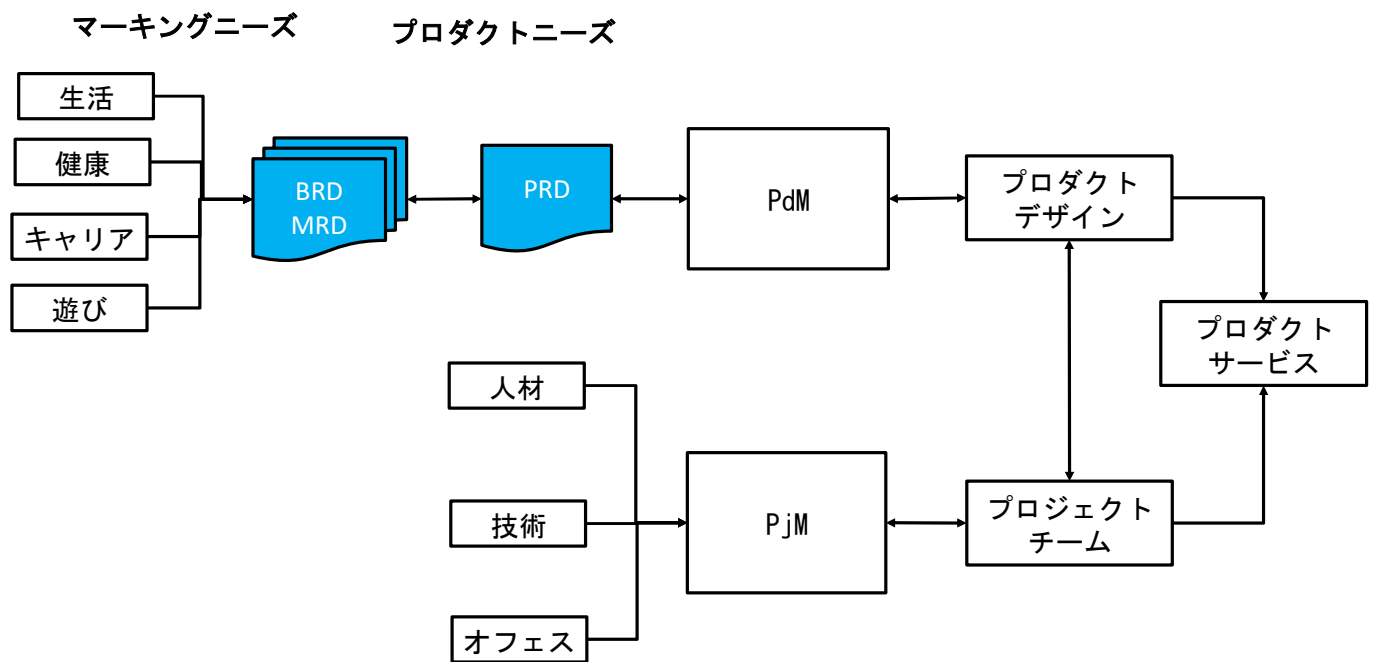 マーキングニーズ
プロダクトニーズ
生活
健康
キャリア
遊び
BRD
MRD
PRD
PdM
プロダクト
デザイン
プロダクト
サービス
人材
技術
オフェス
PjM
プロジェクト
チーム